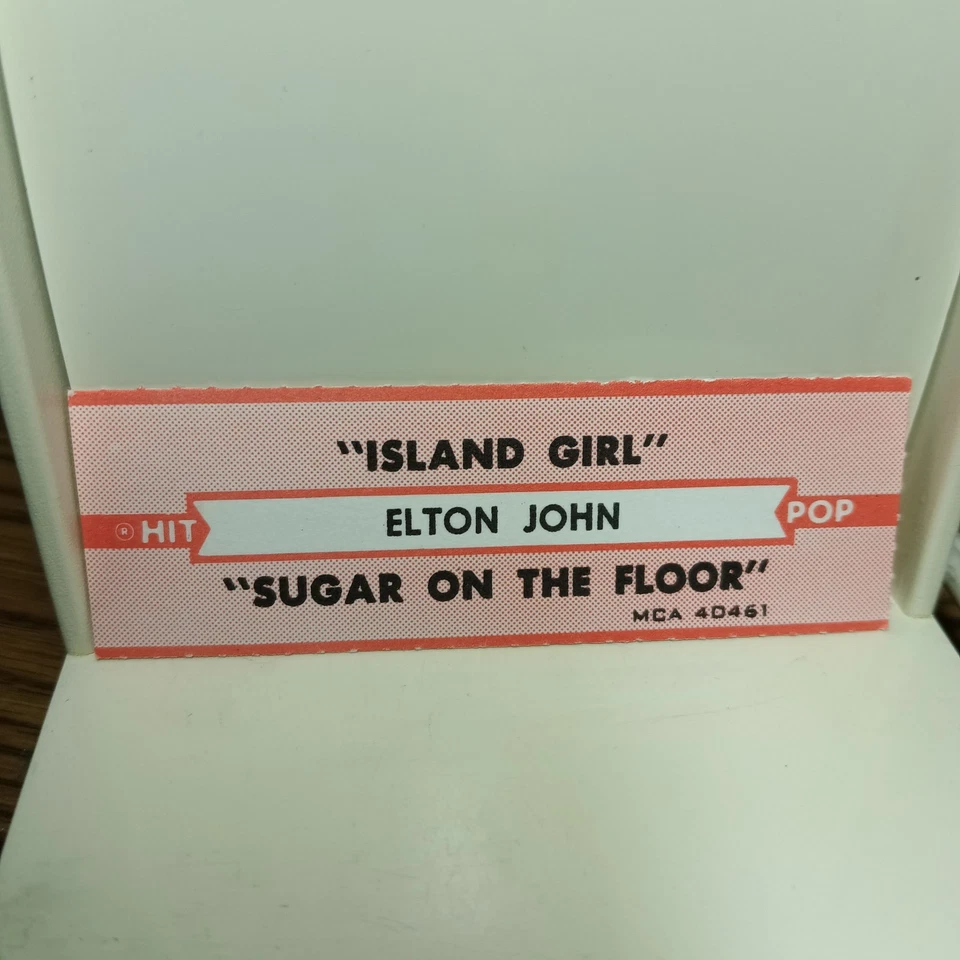 "ISLAND GIRL"
® HIT ELTON JOHN POP
"SUGAR ON THE FLOOR"
MCA 40461